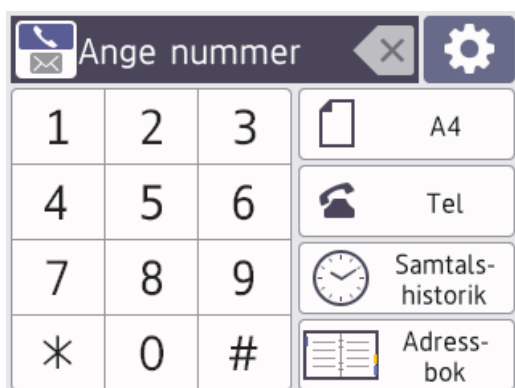 Ange nummer
1 2 3
A4
4 5 6
Tel
7 8 9
Samtals-
historik
* 0 #
Adress-
bok